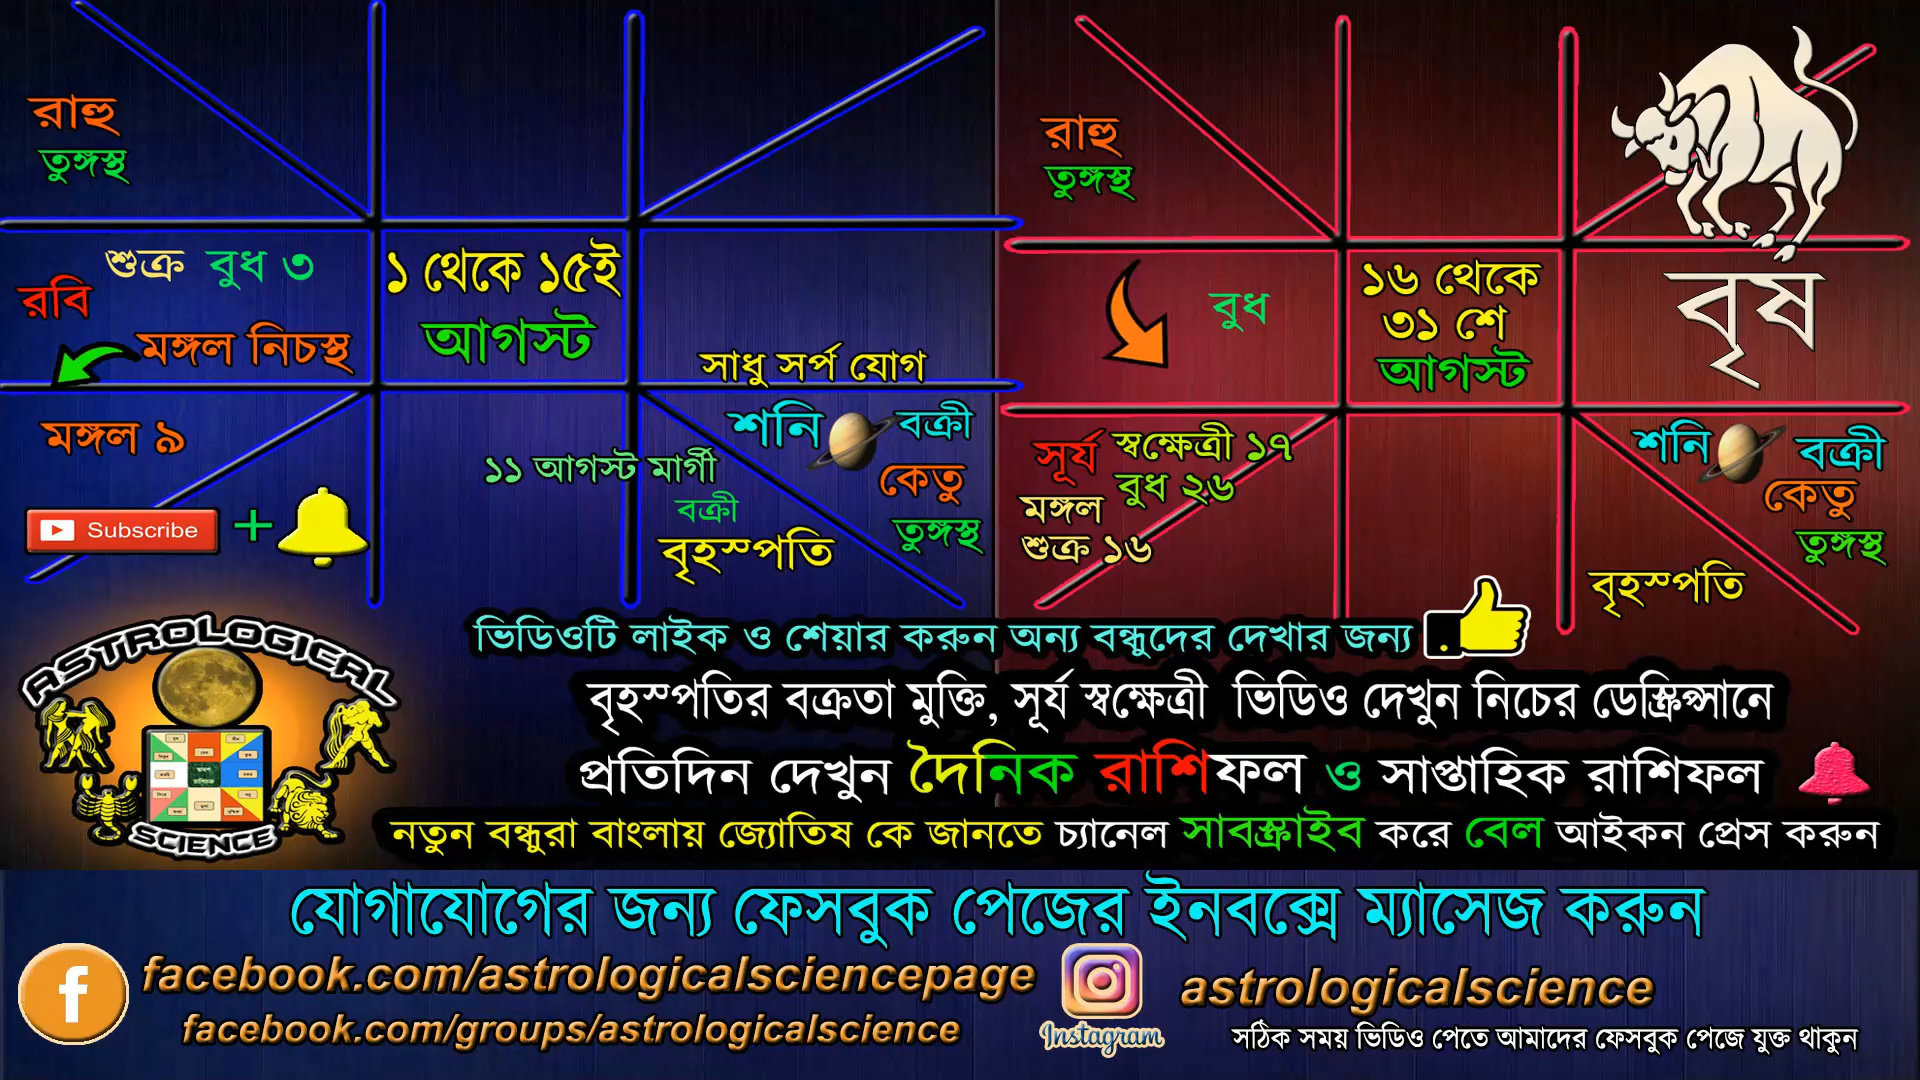 রাহু
তুঙ্গস্থ
শুক্র বুধ ৩
রবি
মঙ্গল নিচস্থ
মঙ্গল ৯
১ থেকে ১৫ই
আগস্ট
সাধু সর্প যোগ
শনি বক্রী
কেতু
তুঙ্গস্থ
১১ আগস্ট মার্গী
বক্রী
বৃহস্পতি
Subscribe +
রাহু
তুঙ্গস্থ
বুধ
১৬ থেকে
৩১ শে
আগস্ট
বৃষ
সূর্য স্বক্ষেত্রী ১৭
বুধ ২৬
মঙ্গল
শুক্র ১৬
শনি বক্রী
কেতু
তুঙ্গস্থ
বৃহস্পতি
ASTROLOGICAL
SCIENCE
ভিডিওটি লাইক ও শেয়ার করুন অন্য বন্ধুদের দেখার জন্য
বৃহস্পতির বক্রতা মুক্তি, সূর্য স্বক্ষেত্রী ভিডিও দেখুন নিচের ডেস্ক্রিপ্সানে
প্রতিদিন দেখুন দৈনিক রাশিফল ও সাপ্তাহিক রাশিফল
নতুন বন্ধুরা বাংলায় জ্যোতিষ কে জানতে চ্যানেল সাবস্ক্রাইব করে বেল আইকন প্রেস করুন
যোগাযোগের জন্য ফেসবুক পেজের ইনবক্সে ম্যাসেজ করুন
facebook.com/astrologicalsciencepage
facebook.com/groups/astrologicalscience
Instagram
astrologicalscience
সঠিক সময় ভিডিও পেতে আমাদের ফেসবুক পেজে যুক্ত থাকুন